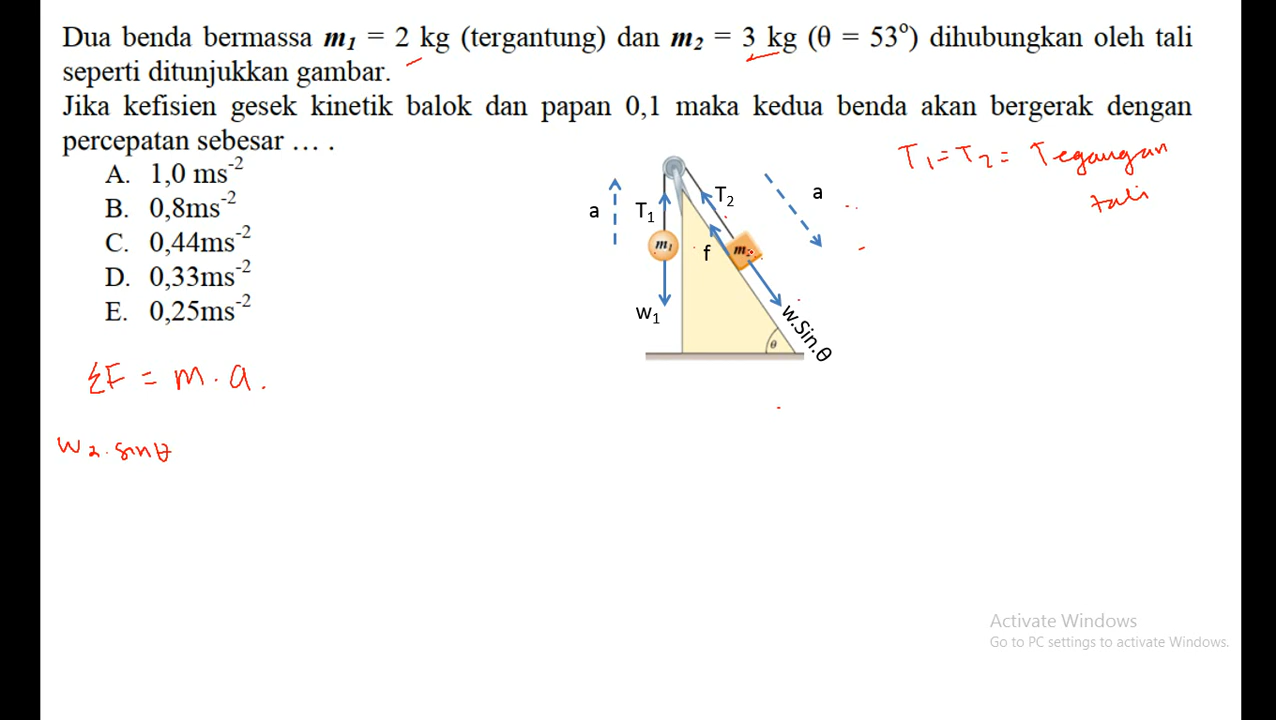 Dua benda bermassa m1 = 2 kg (tergantung) dan m2 = 3 kg (θ = 53°) dihubungkan oleh tali
seperti ditunjukkan gambar.
Jika kefisien gesek kinetik balok dan papan 0,1 maka kedua benda akan bergerak dengan
percepatan sebesar … .
A. 1,0 ms-2
B. 0,8ms-2
C. 0,44ms-2
D. 0,33ms-2
E. 0,25ms-2
T1 = T2 = Tegangan
tali
a
T1
T2
a
m1
f
m2
w1
w.Sin.θ
θ
ΣF = m . a .
w2 . sin θ
Activate Windows
Go to PC settings to activate Windows.